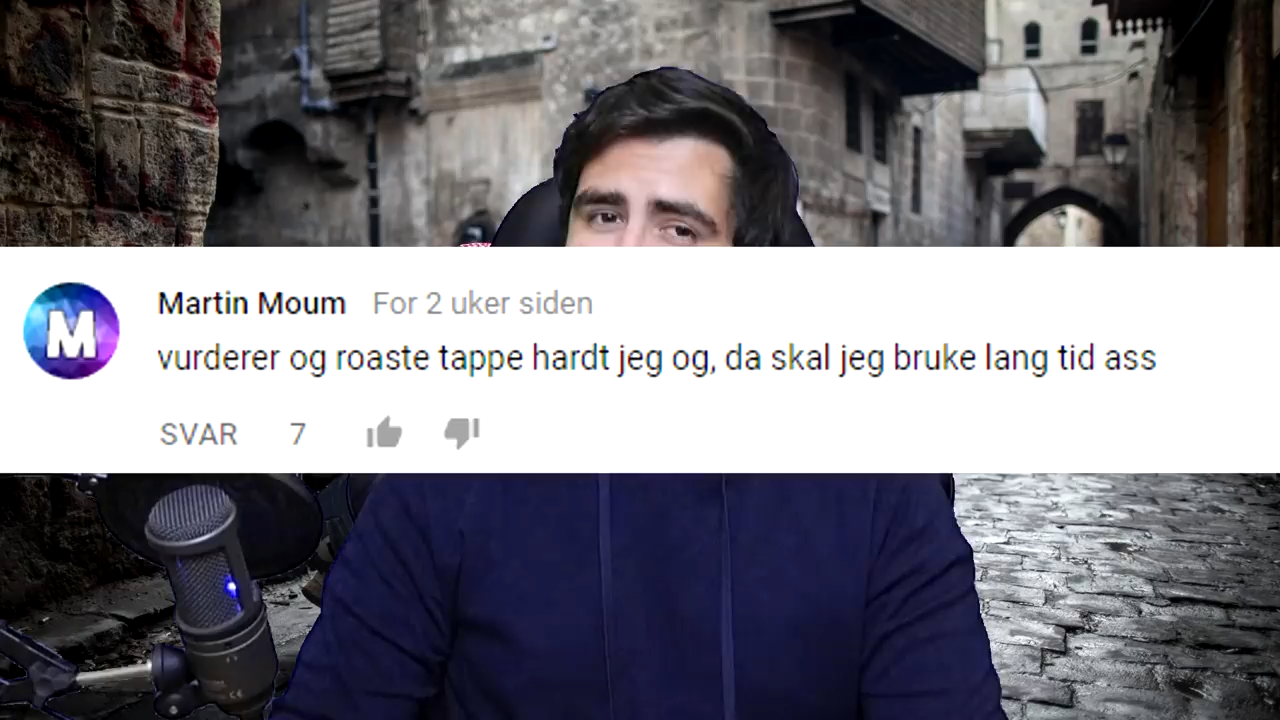 M
Martin Moum For 2 uker siden
vurderer og roaste tappe hardt jeg og, da skal jeg bruke lang tid ass
SVAR 7